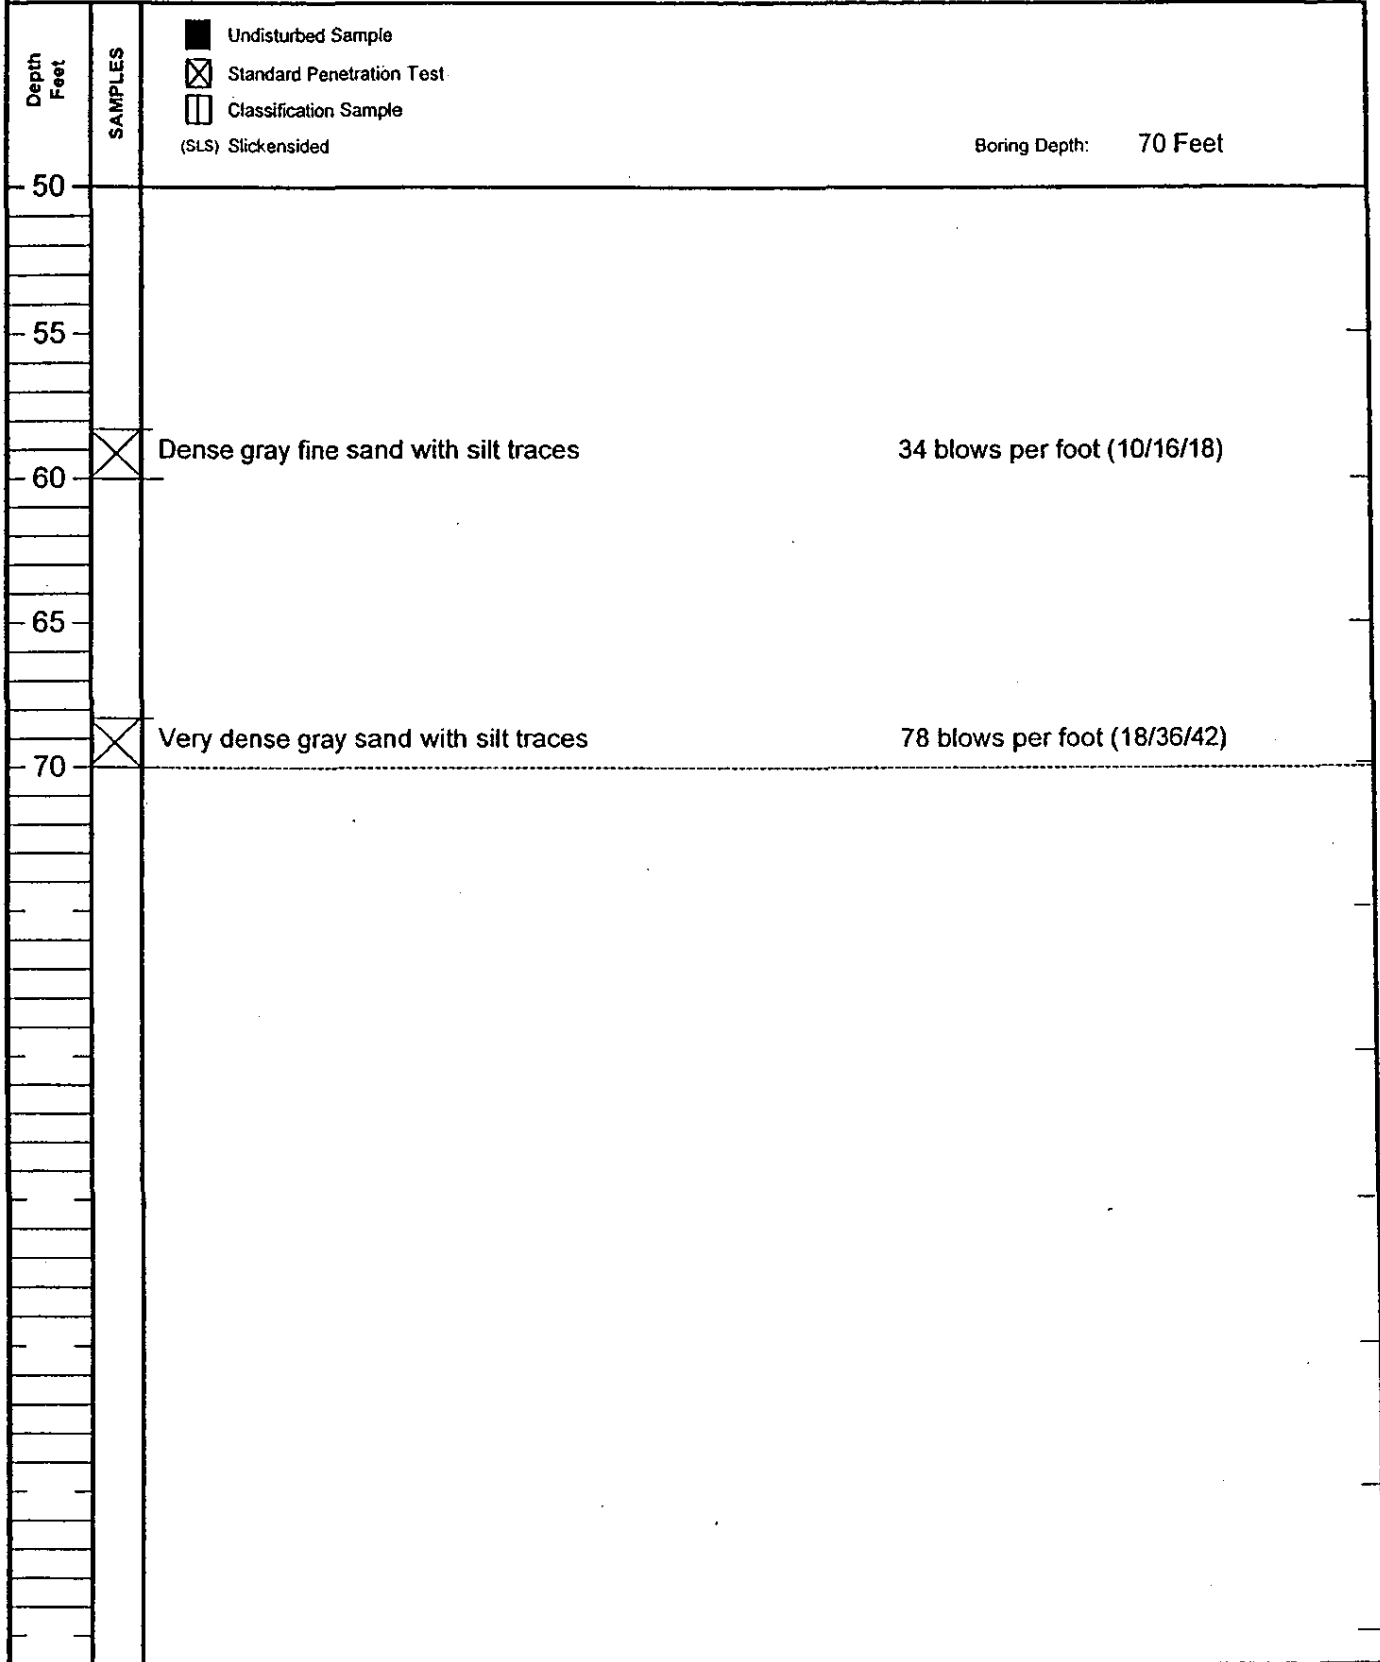 Depth
Feet
SAMPLES
Undisturbed Sample
Standard Penetration Test
Classification Sample
(SLS) Slickensided
Boring Depth: 70 Feet
50
55
Dense gray fine sand with silt traces 34 blows per foot (10/16/18)
60
65
Very dense gray sand with silt traces 78 blows per foot (18/36/42)
70